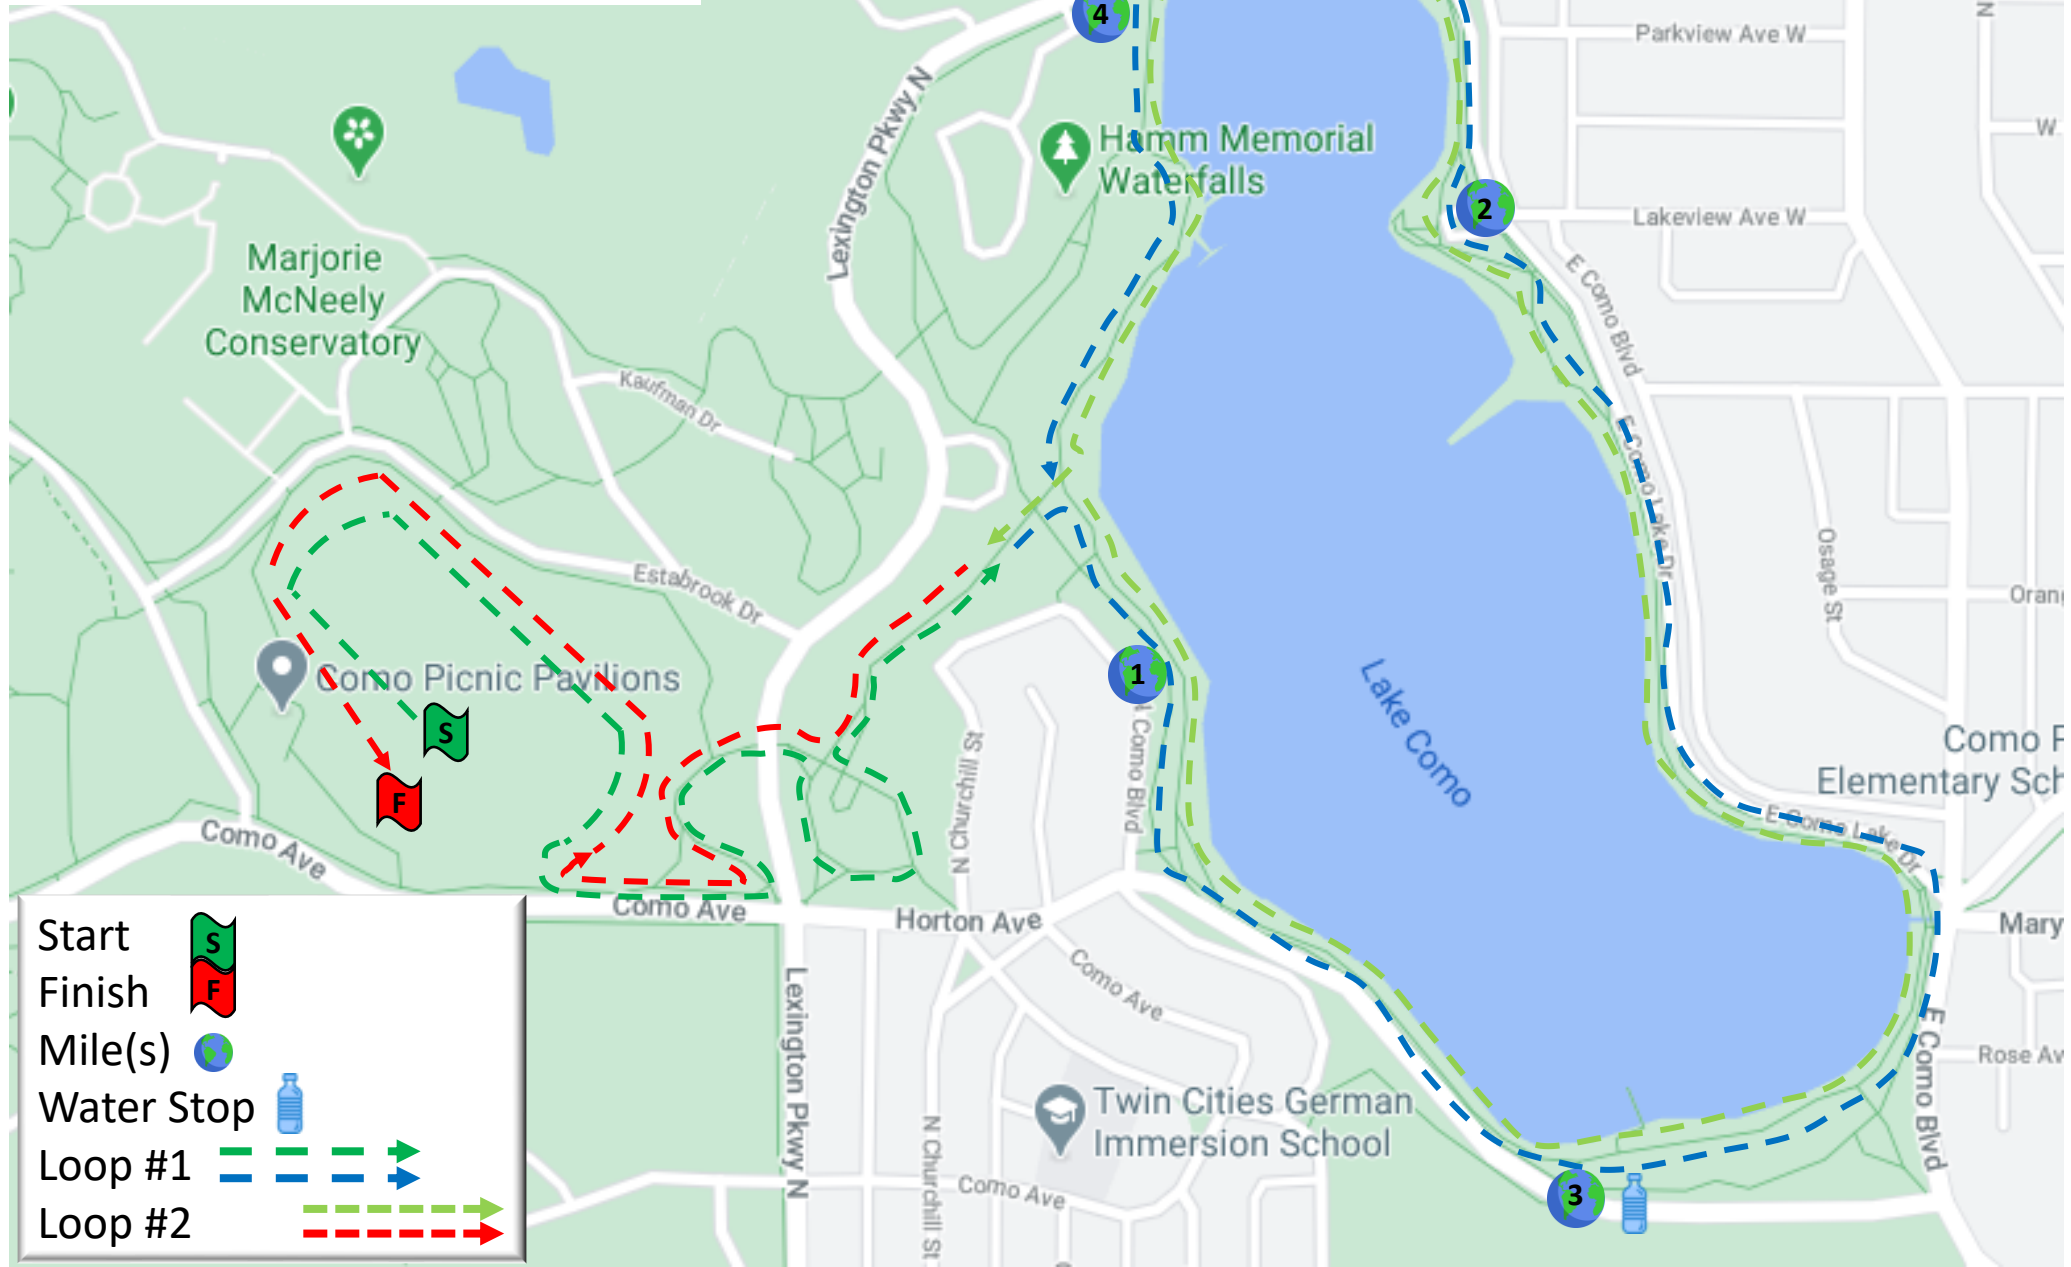 4
N
Parkview Ave W
Lexington Pkwy N
Hamm Memorial
Waterfalls
W
2
Lakeview Ave W
Marjorie
McNeely
Conservatory
E Como Blvd
Kaufman Dr
E Como Lake Dr
Osage St
Estabrook Dr
Orang
Como Picnic Pavilions
1
S
Lake Como
N Churchill St
Como Blvd
Como P
Elementary Sch
F
E Como Lake Dr
Como Ave
Como Ave
Horton Ave
Mary
Start S
Finish F
Mile(s)
Water Stop
Loop #1
Loop #2
Lexington Pkwy N
Como Ave
E Como Blvd
Rose Av
Twin Cities German
Immersion School
N Churchill St
Como Ave
3